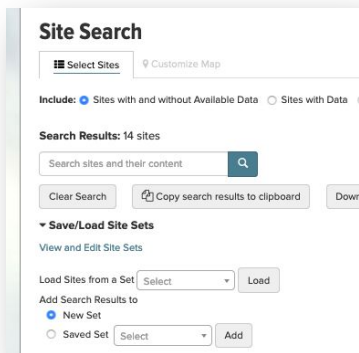 Site Search
Select Sites Customize Map
Include: Sites with and without Available Data Sites with Data
Search Results: 14 sites
Search sites and their content
Clear Search Copy search results to clipboard Down
Save/Load Site Sets
View and Edit Site Sets
Load Sites from a Set Select Load
Add Search Results to
New Set
Saved Set Select Add